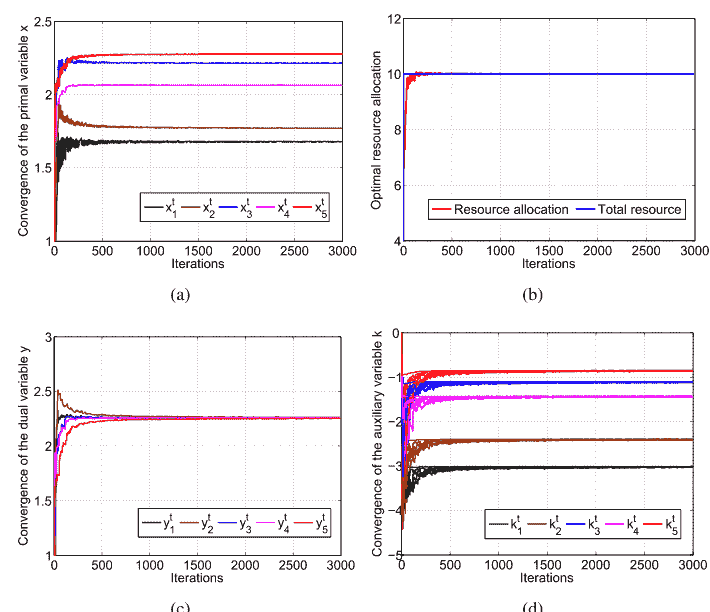 Convergence of the primal variable x
2.5
2
1.5
1
0 500 1000 1500 2000 2500 3000
Iterations
x₁ᵗ x₂ᵗ x₃ᵗ x₄ᵗ x₅ᵗ
(a)
Optimal resource allocation
12
10
8
6
4
0 500 1000 1500 2000 2500 3000
Iterations
Resource allocation Total resource
(b)
Convergence of the dual variable y
3
2.5
2
1.5
1
0 500 1000 1500 2000 2500 3000
Iterations
y₁ᵗ y₂ᵗ y₃ᵗ y₄ᵗ y₅ᵗ
(c)
Convergence of the auxiliary variable k
0
−1
−2
−3
−4
−5
0 500 1000 1500 2000 2500 3000
Iterations
k₁ᵗ k₂ᵗ k₃ᵗ k₄ᵗ k₅ᵗ
(d)